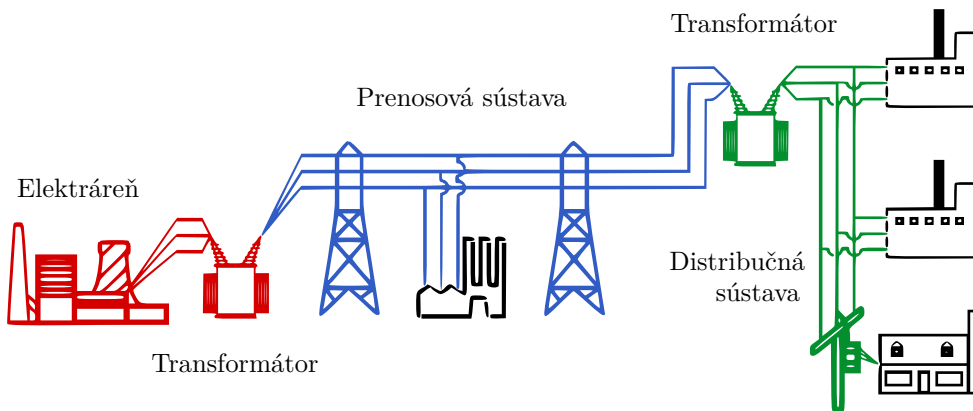 Transformátor
Prenosová sústava
Elektráreň
Distribučná
sústava
Transformátor